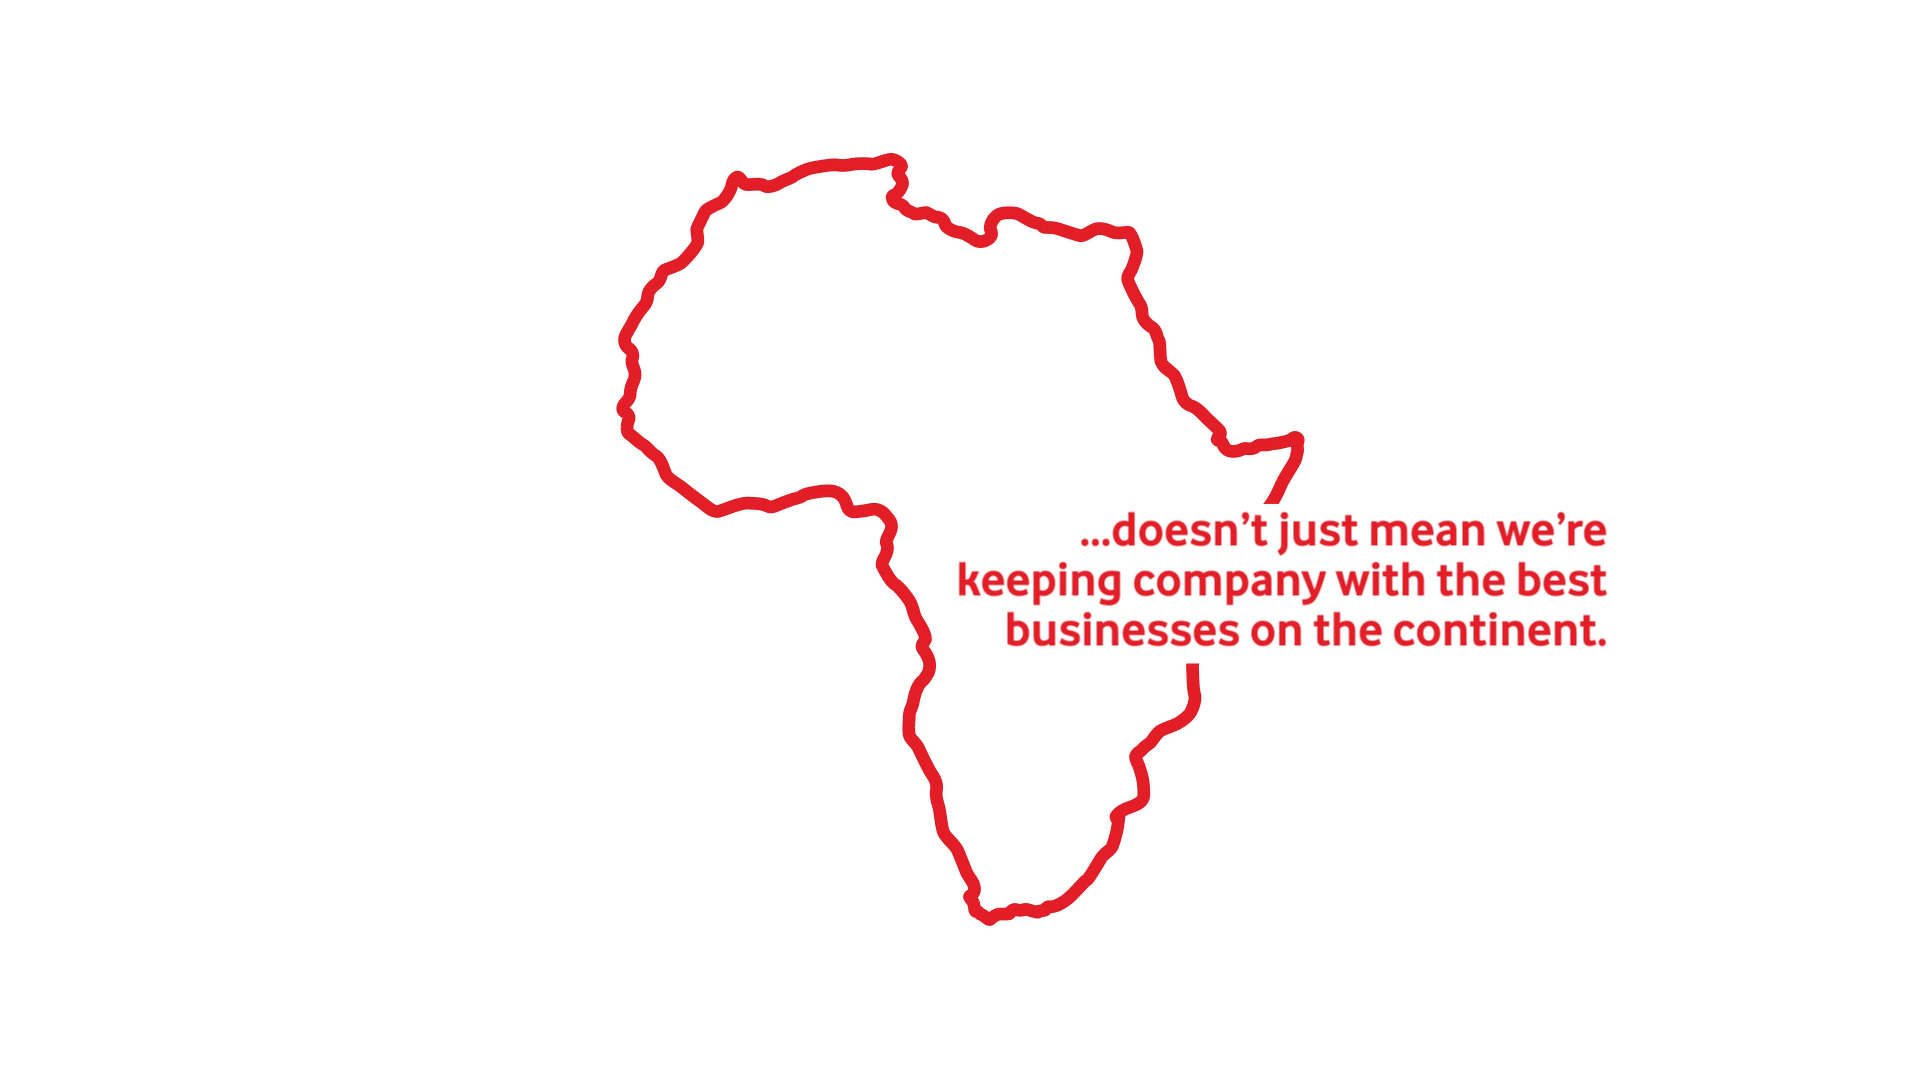 ...doesn’t just mean we’re
keeping company with the best
businesses on the continent.